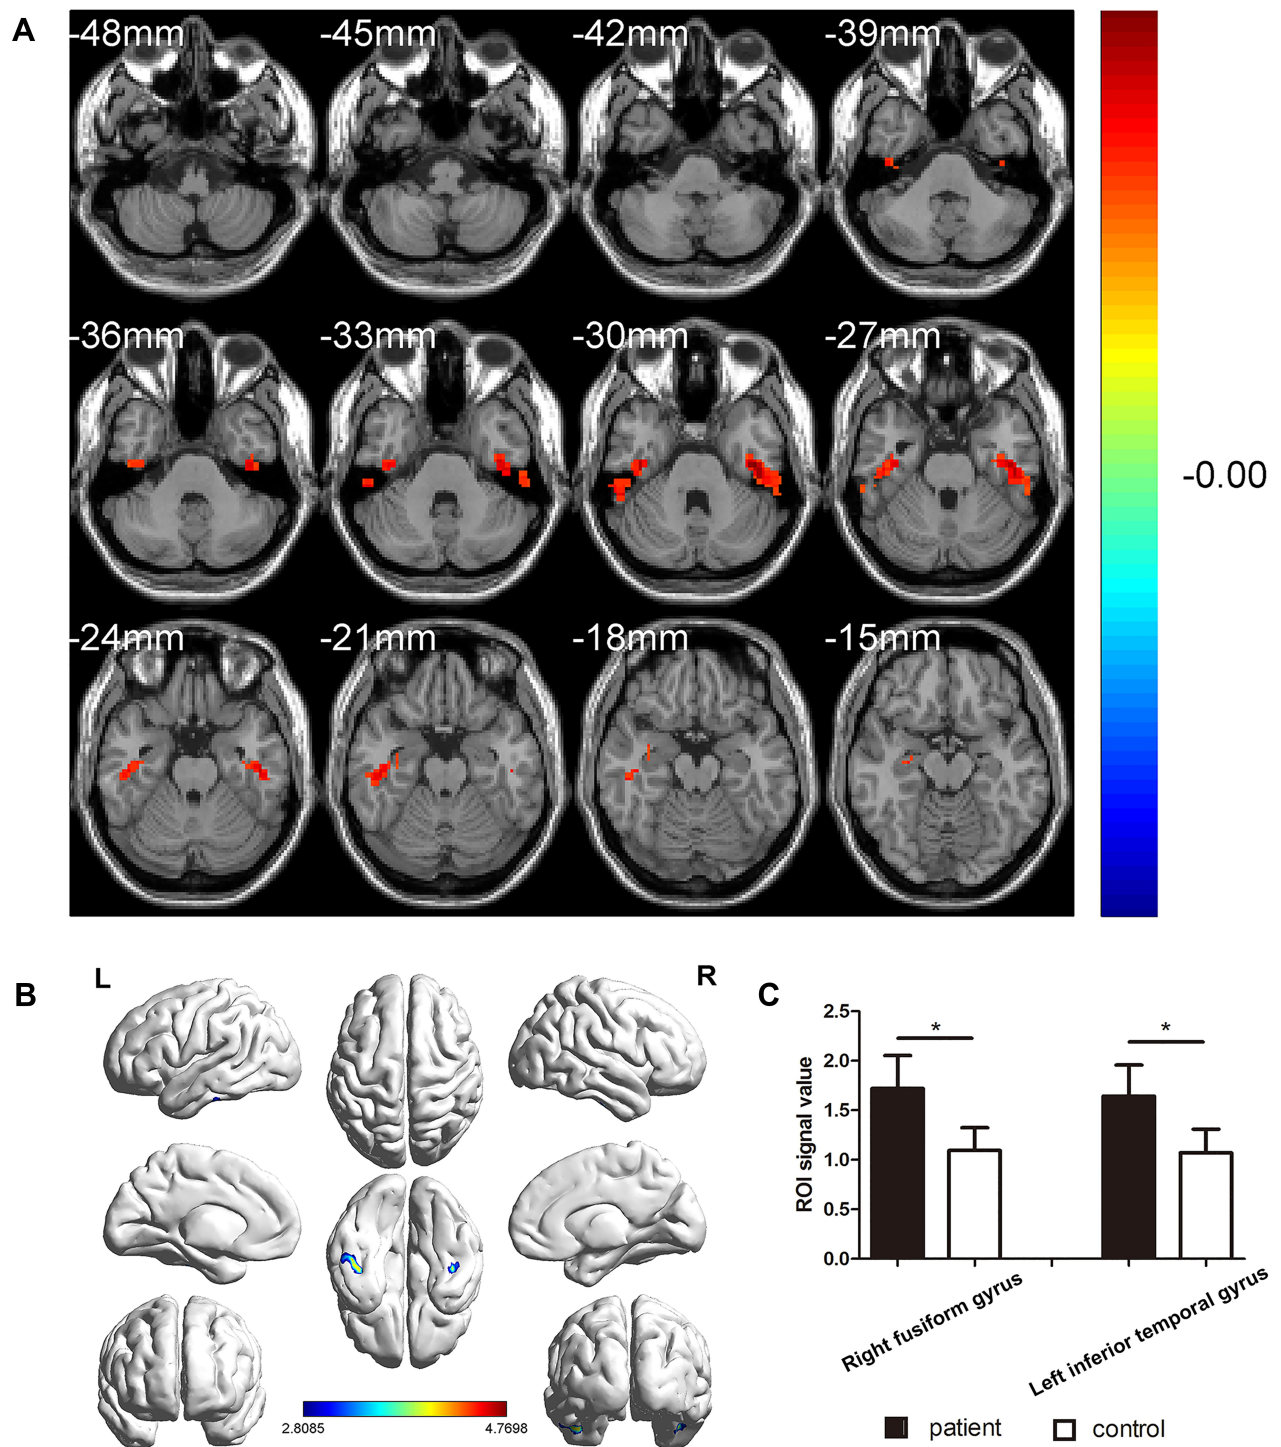 A
-48mm
-45mm
-42mm
-39mm
-36mm
-33mm
-30mm
-27mm
-0.00
-24mm
-21mm
-18mm
-15mm
B
L
R
2.8085
4.7698
C
ROI signal value
2.5
2.0
1.5
1.0
0.5
0.0
*
*
Right fusiform gyrus
Left inferior temporal gyrus
patient
control